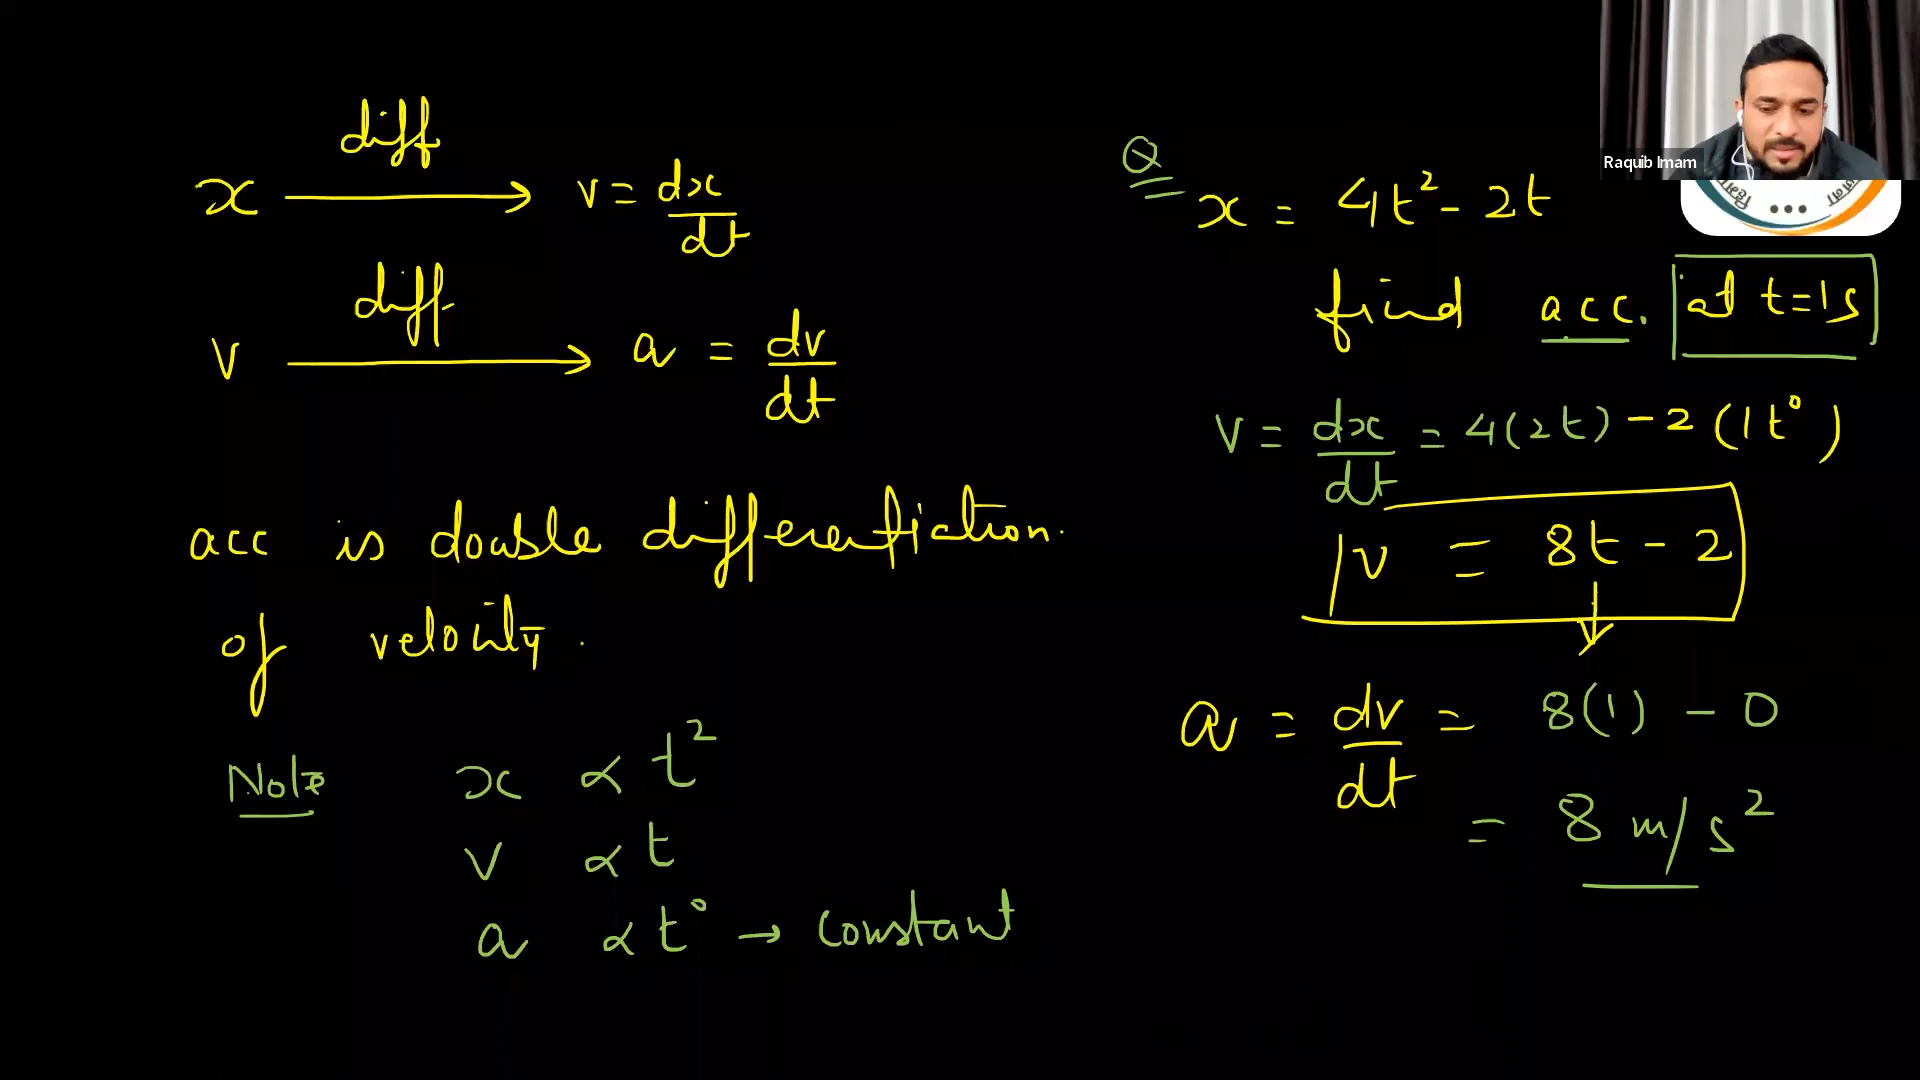 diff
x → v = dx/dt
diff
v → a = dv/dt
acc is double differentiction.
of velocity.
Note x ∝ t²
v ∝ t
a ∝ t⁰ → constant
Q x = 4t² - 2t
find acc. at t=1s
v = dx/dt = 4(2t) - 2(1t⁰)
v = 8t - 2
a = dv/dt = 8(1) - 0
= 8 m/s²
Raquib Imam